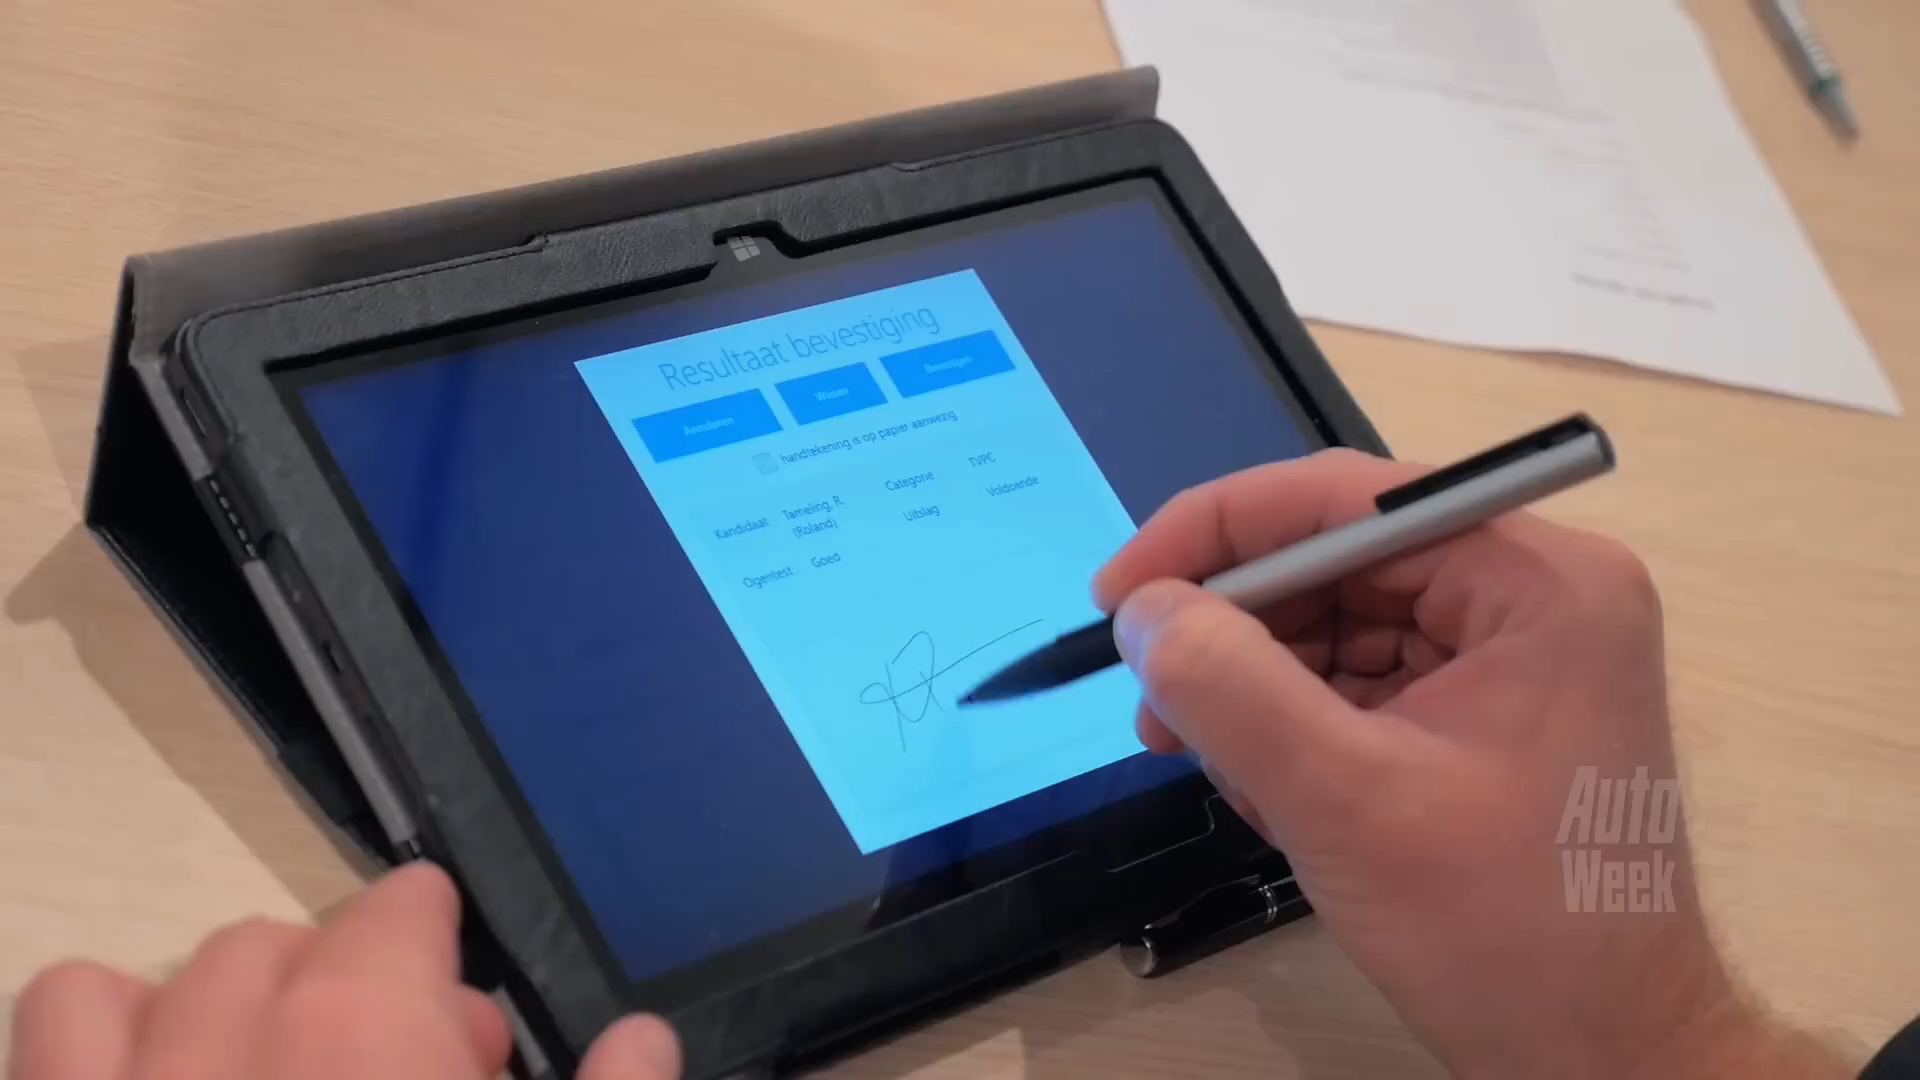 Resultaat bevestiging
Annuleren Wissen Bevestigen
handtekening is op papier aanwezig
Kandidaat Tameling, R (Roland) Categorie TVPC
Uitslag Voldoende
Ogentest Goed
Auto
Week